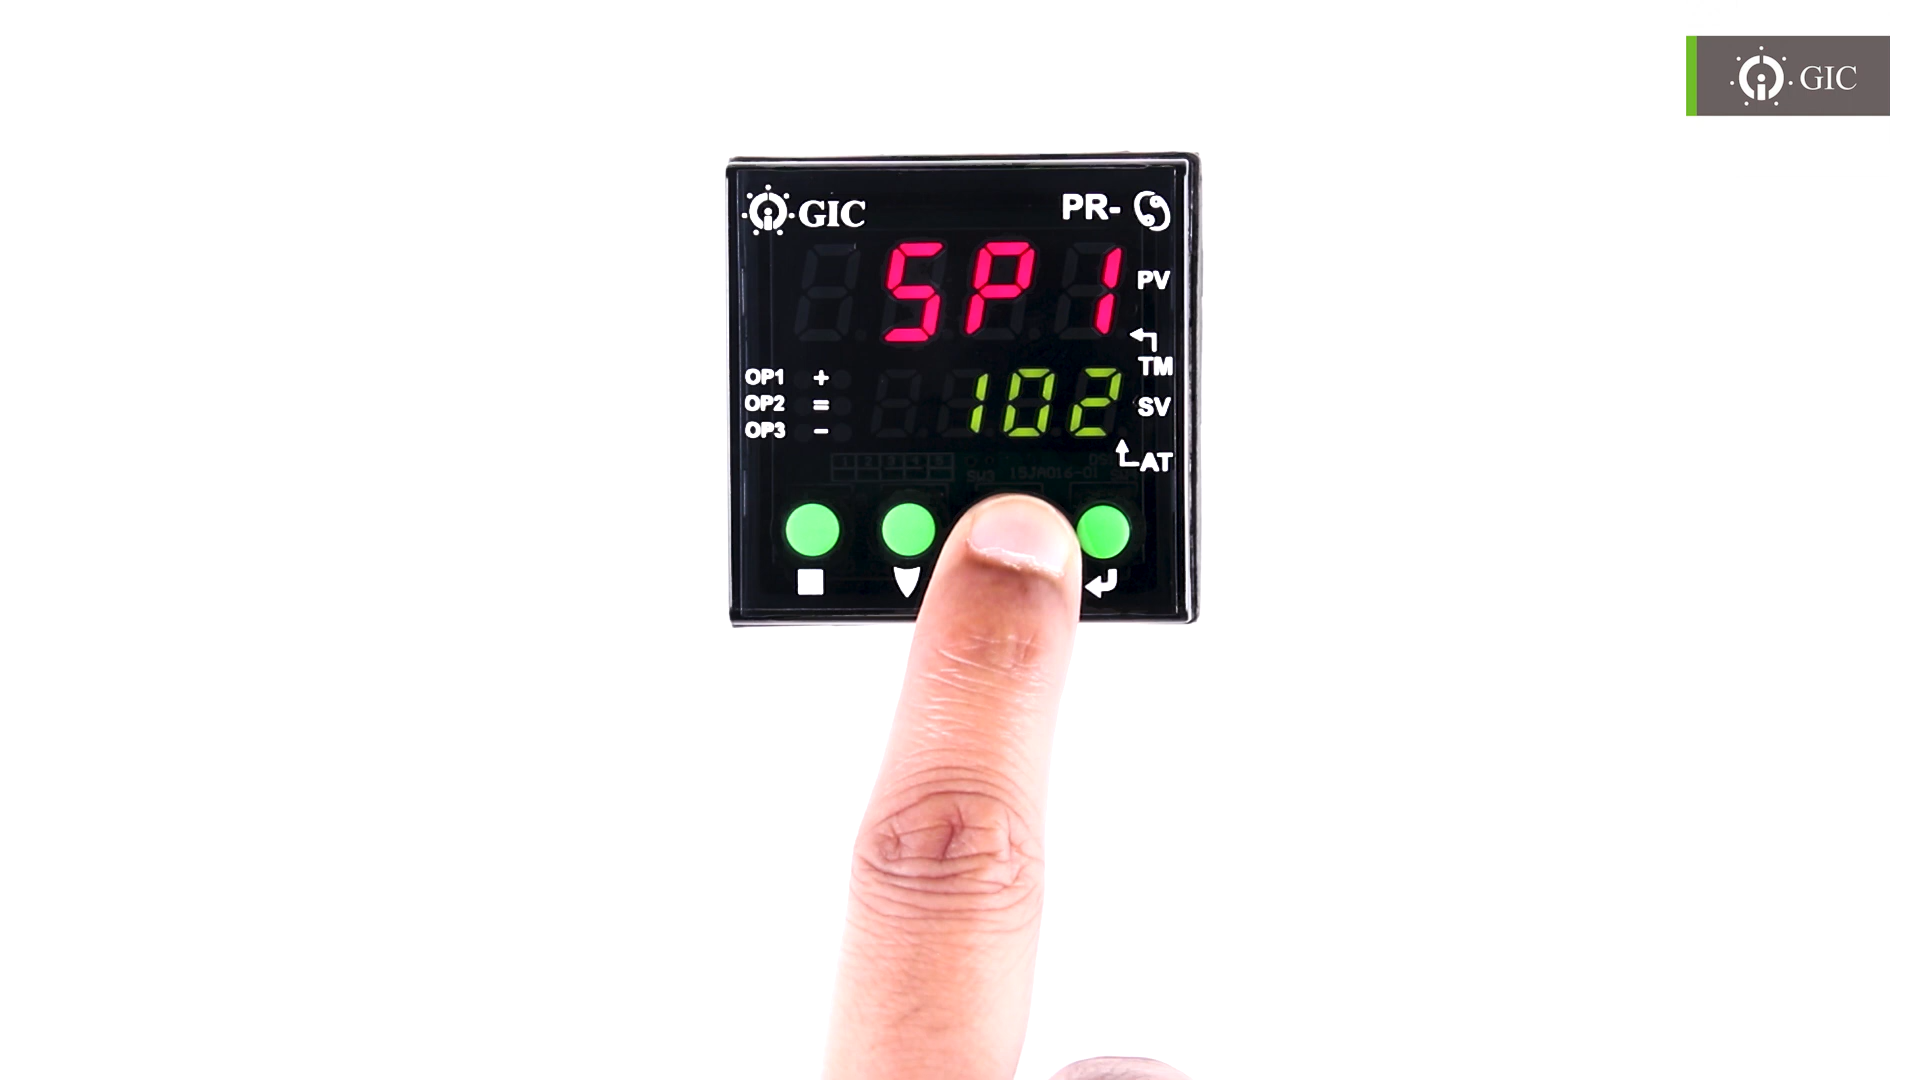 GIC
GIC PR-
SP1 PV
TM
102 SV
AT
OP1 +
OP2 =
OP3 -